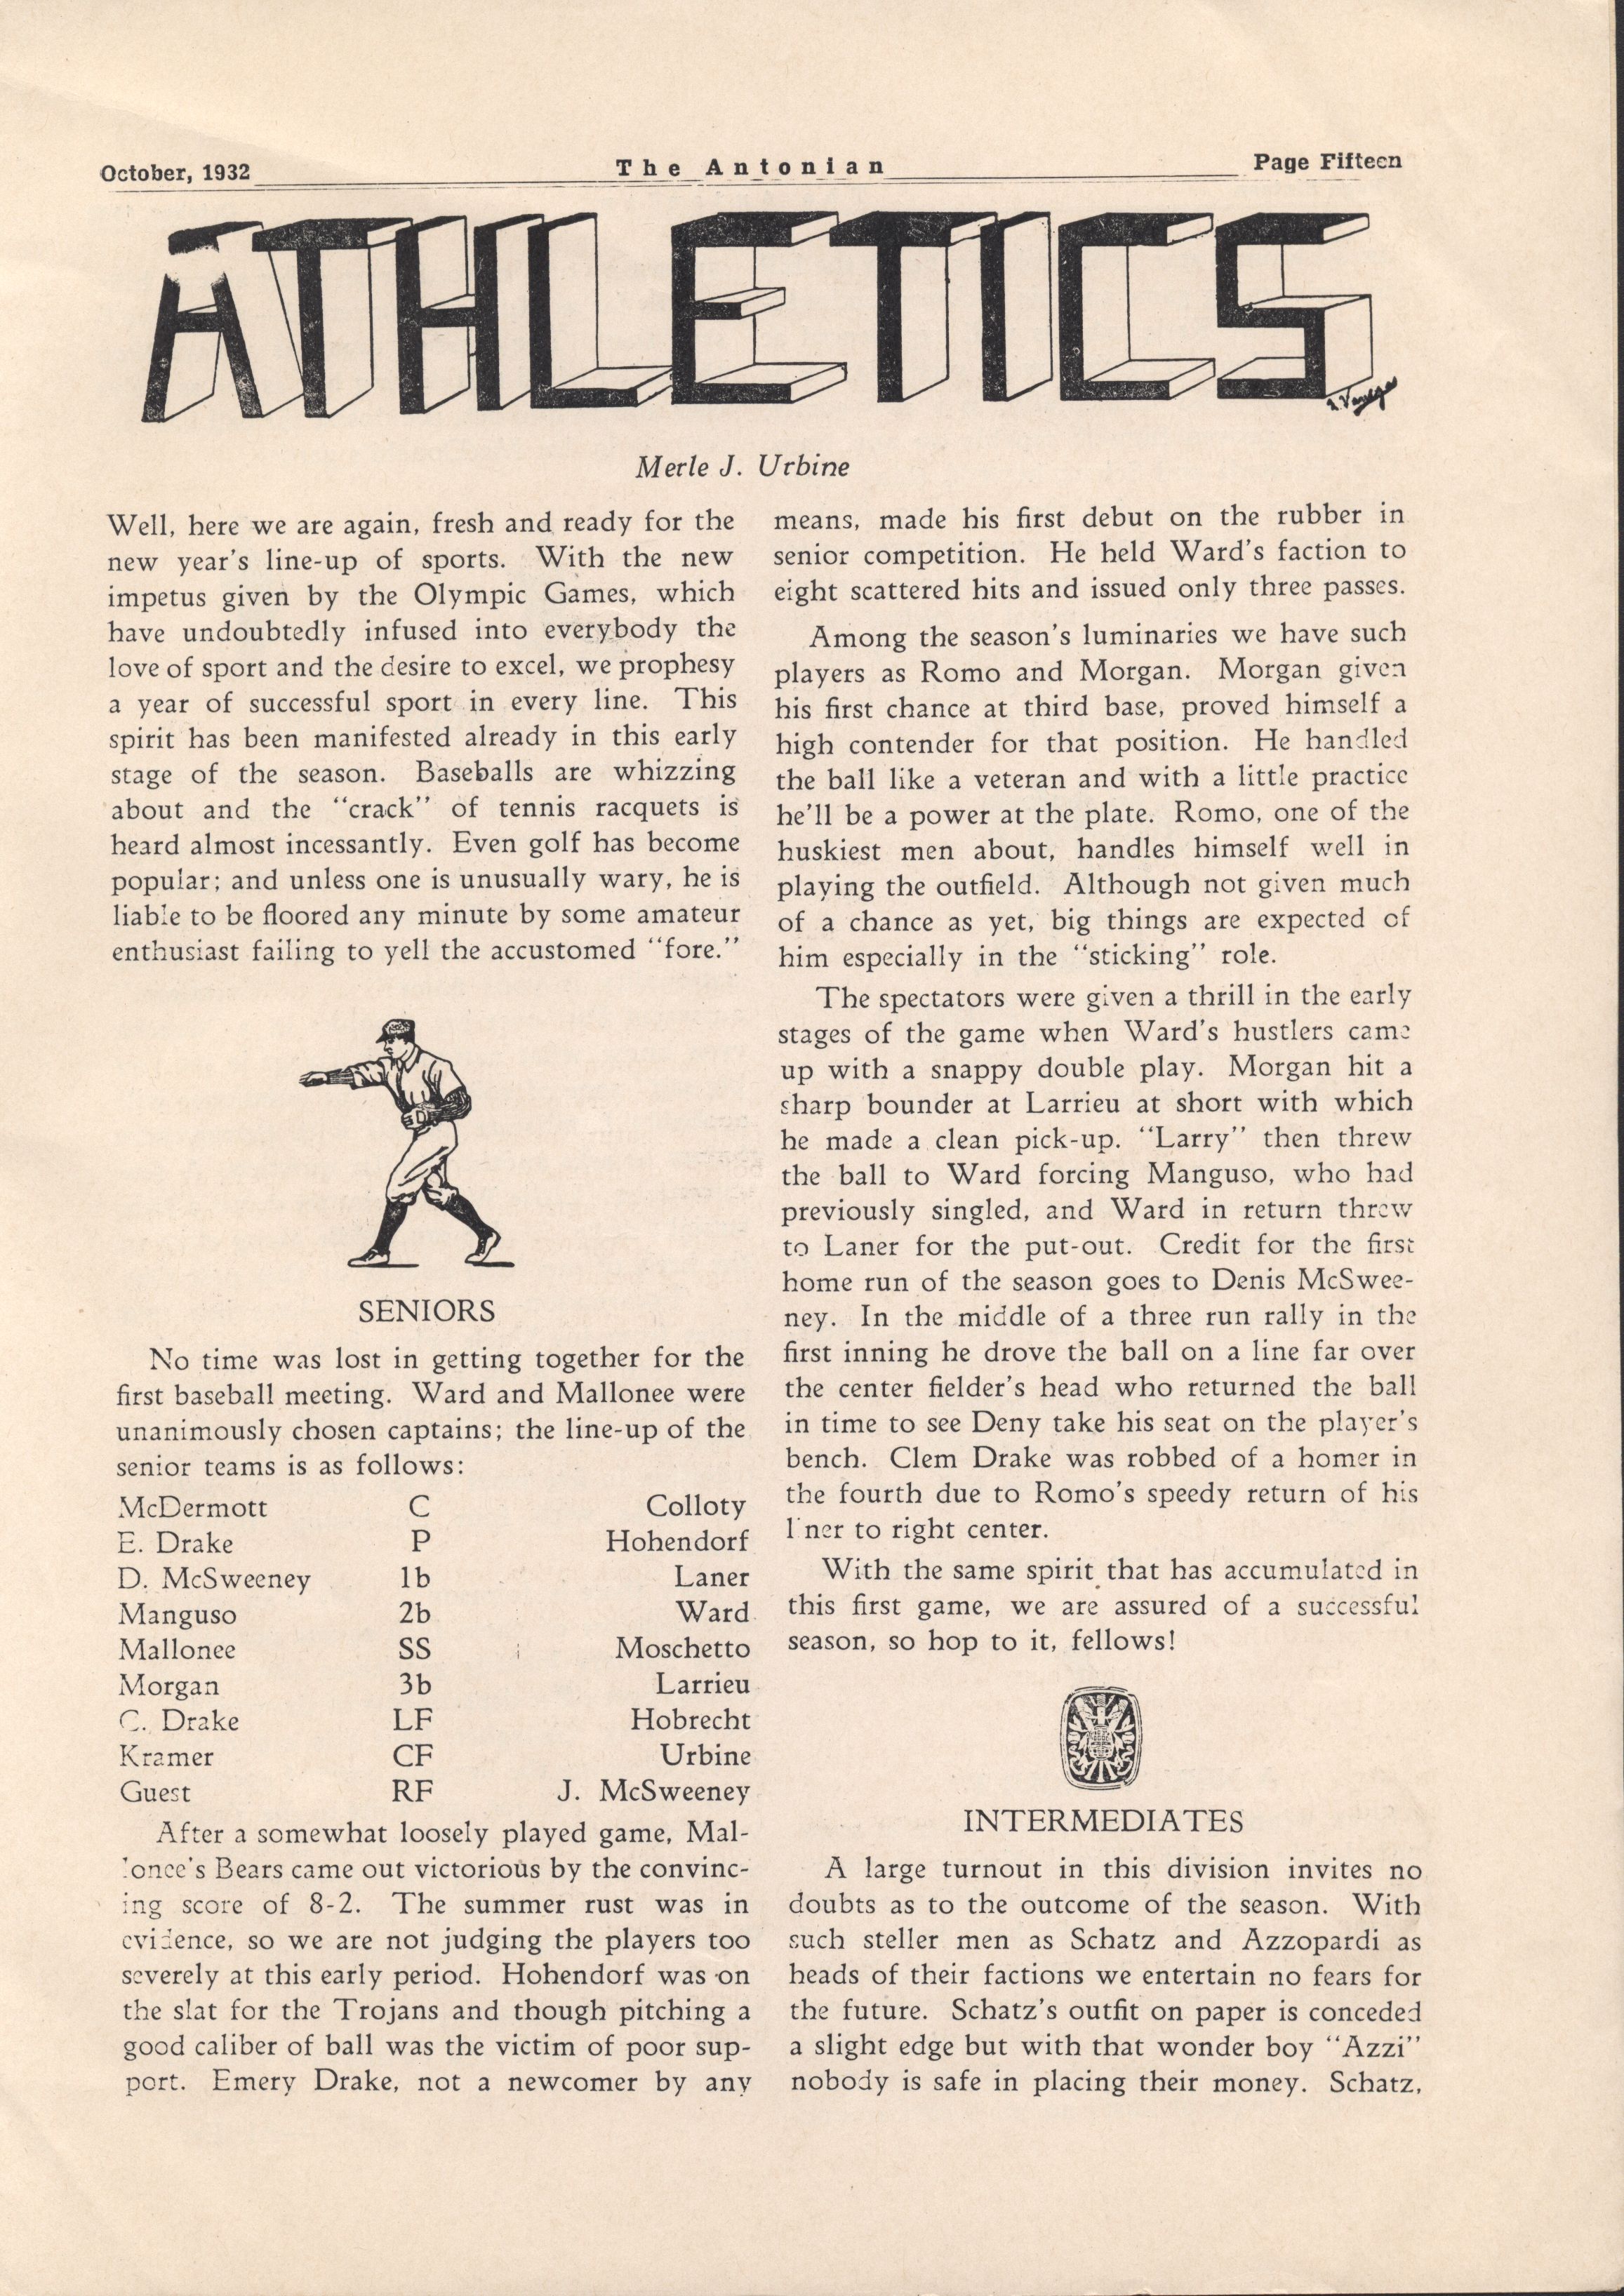 October, 1932
The Antonian
Page Fifteen
ATHLETICS
Merle J. Urbine
Well, here we are again, fresh and ready for the
new year's line-up of sports. With the new
impetus given by the Olympic Games, which
have undoubtedly infused into everybody the
love of sport and the desire to excel, we prophesy
a year of successful sport in every line. This
spirit has been manifested already in this early
stage of the season. Baseballs are whizzing
about and the "crack" of tennis racquets is
heard almost incessantly. Even golf has become
popular; and unless one is unusually wary, he is
liable to be floored any minute by some amateur
enthusiast failing to yell the accustomed "fore."
SENIORS
No time was lost in getting together for the
first baseball meeting. Ward and Mallonee were
unanimously chosen captains; the line-up of the
senior teams is as follows:
McDermott C Colloty
E. Drake P Hohendorf
D. McSweeney 1b Laner
Manguso 2b Ward
Mallonee SS Moschetto
Morgan 3b Larrieu
C. Drake LF Hobrecht
Kramer CF Urbine
Guest RF J. McSweeney
After a somewhat loosely played game, Mal-
lonee's Bears came out victorious by the convinc-
ing score of 8-2. The summer rust was in
evidence, so we are not judging the players too
severely at this early period. Hohendorf was on
the slat for the Trojans and though pitching a
good caliber of ball was the victim of poor sup-
port. Emery Drake, not a newcomer by any
means, made his first debut on the rubber in
senior competition. He held Ward's faction to
eight scattered hits and issued only three passes.
Among the season's luminaries we have such
players as Romo and Morgan. Morgan given
his first chance at third base, proved himself a
high contender for that position. He handled
the ball like a veteran and with a little practice
he'll be a power at the plate. Romo, one of the
huskiest men about, handles himself well in
playing the outfield. Although not given much
of a chance as yet, big things are expected of
him especially in the "sticking" role.
The spectators were given a thrill in the early
stages of the game when Ward's hustlers came
up with a snappy double play. Morgan hit a
sharp bounder at Larrieu at short with which
he made a clean pick-up. "Larry" then threw
the ball to Ward forcing Manguso, who had
previously singled, and Ward in return threw
to Laner for the put-out. Credit for the first
home run of the season goes to Denis McSwee-
ney. In the middle of a three run rally in the
first inning he drove the ball on a line far over
the center fielder's head who returned the ball
in time to see Deny take his seat on the player's
bench. Clem Drake was robbed of a homer in
the fourth due to Romo's speedy return of his
liner to right center.
With the same spirit that has accumulated in
this first game, we are assured of a successful
season, so hop to it, fellows!
INTERMEDIATES
A large turnout in this division invites no
doubts as to the outcome of the season. With
such steller men as Schatz and Azzopardi as
heads of their factions we entertain no fears for
the future. Schatz's outfit on paper is conceded
a slight edge but with that wonder boy "Azzi"
nobody is safe in placing their money. Schatz,